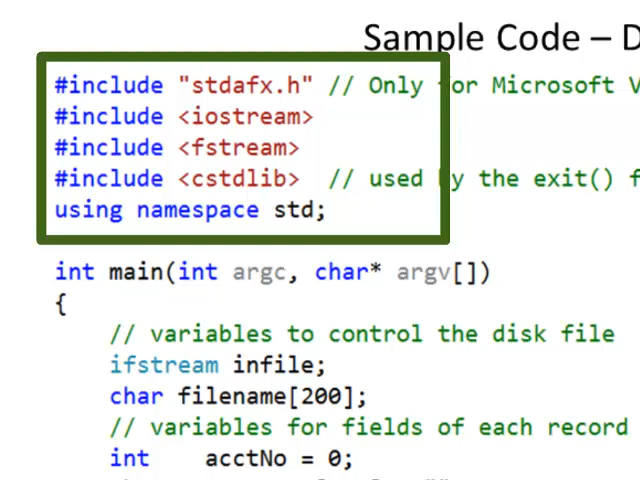 Sample Code – D
#include "stdafx.h" // Only for Microsoft V
#include <iostream>
#include <fstream>
#include <cstdlib> // used by the exit() f
using namespace std;
int main(int argc, char* argv[])
{
// variables to control the disk file
ifstream infile;
char filename[200];
// variables for fields of each record
int acctNo = 0;